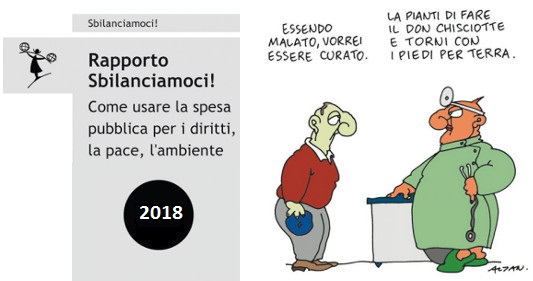 Sbilanciamoci!
Rapporto
Sbilanciamoci!
Come usare la spesa
pubblica per i diritti,
la pace, l'ambiente
2018
ESSENDO
MALATO, VORREI
ESSERE CURATO.
LA PIANTI DI FARE
IL DON CHISCIOTTE
E TORNI CON
I PIEDI PER TERRA.
ALTAN.